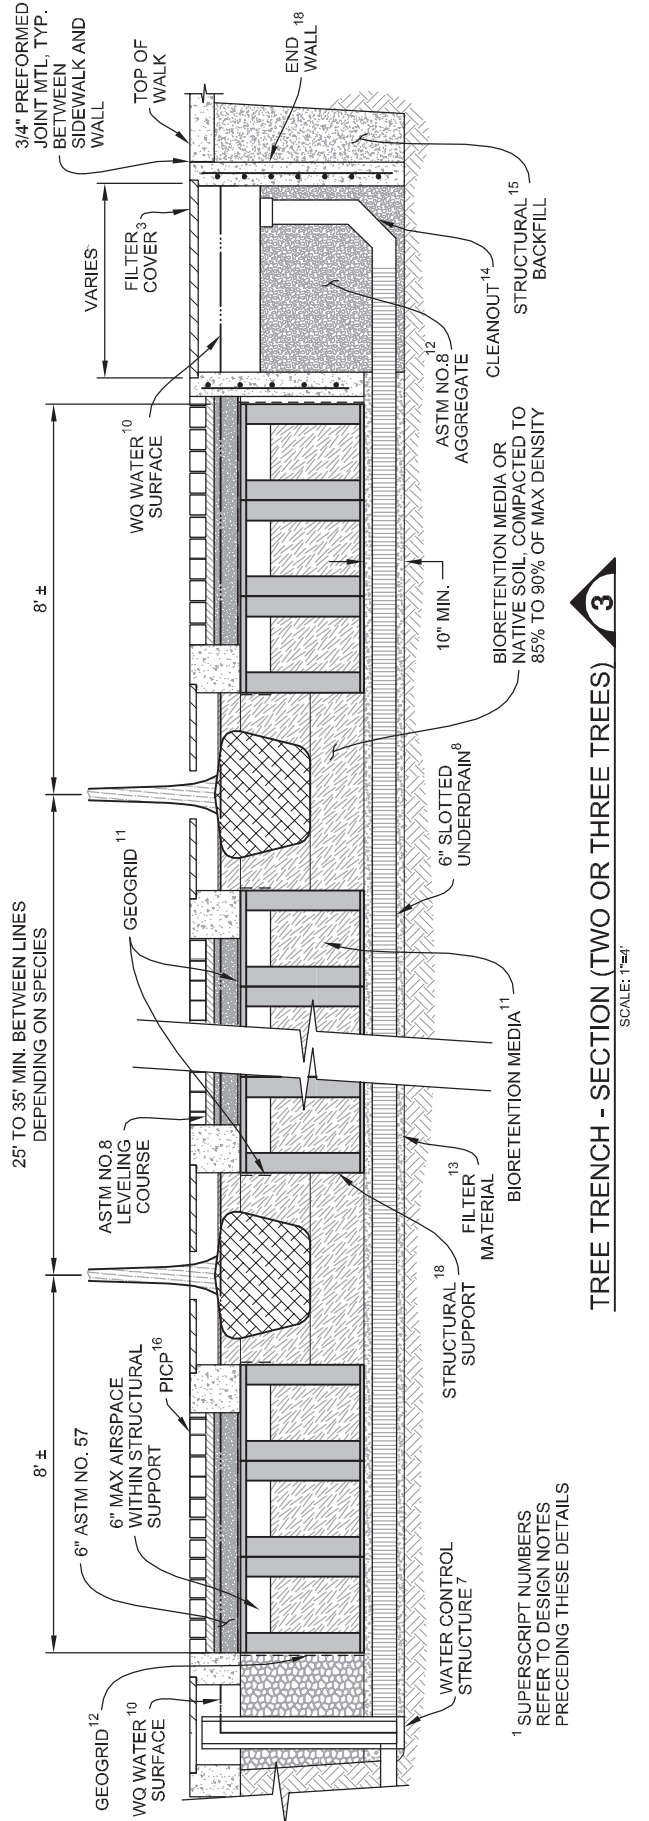 25' TO 35' MIN. BETWEEN LINES
DEPENDING ON SPECIES
8' ±
8' ±
VARIES
3/4" PREFORMED
JOINT MTL, TYP.
BETWEEN
SIDEWALK AND
WALL
TOP OF
WALK
END
WALL 18
FILTER
COVER 3
WQ WATER 10
SURFACE
GEOGRID 11
ASTM NO.8
LEVELING
COURSE
PICP 16
6" ASTM NO. 57
6" MAX AIRSPACE
WITHIN STRUCTURAL
SUPPORT
GEOGRID 12
WQ WATER 10
SURFACE
WATER CONTROL
STRUCTURE 7
STRUCTURAL 18
SUPPORT
FILTER 13
MATERIAL
BIORETENTION MEDIA 11
6" SLOTTED
UNDERDRAIN 8
10" MIN.
BIORETENTION MEDIA OR
NATIVE SOIL, COMPACTED TO
85% TO 90% OF MAX DENSITY
ASTM NO.8 12
AGGREGATE
CLEANOUT 14
STRUCTURAL 15
BACKFILL
1 SUPERSCRIPT NUMBERS
REFER TO DESIGN NOTES
PRECEDING THESE DETAILS
TREE TRENCH - SECTION (TWO OR THREE TREES)
3
SCALE: 1"=4'